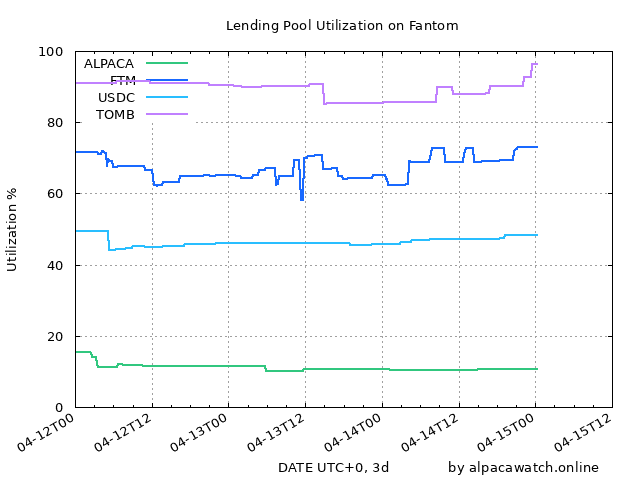 Lending Pool Utilization on Fantom
100
80
60
40
20
0
Utilization %
ALPACA
FTM
USDC
TOMB
04-12T00
04-12T12
04-13T00
04-13T12
04-14T00
04-14T12
04-15T00
04-15T12
DATE UTC+0, 3d
by alpacawatch.online